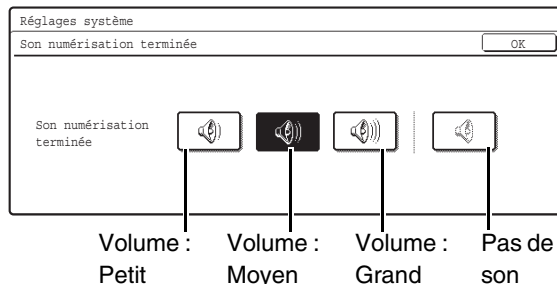 Réglages système
Son numérisation terminée
OK
Son numérisation
terminée
Volume :
Petit
Volume :
Moyen
Volume :
Grand
Pas de
son